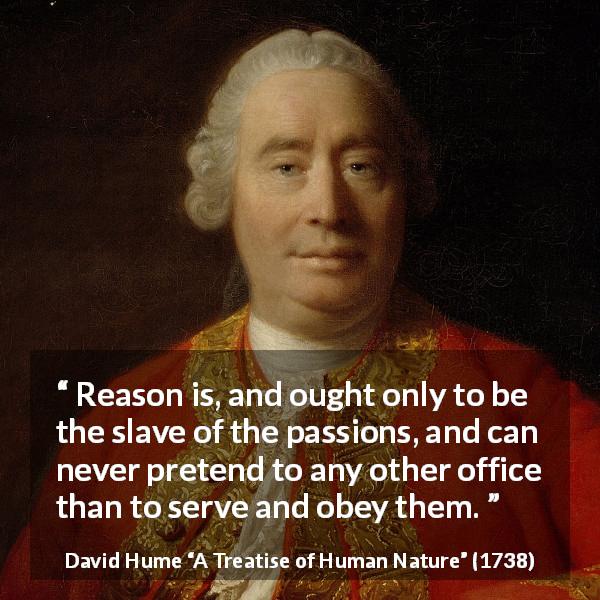 “ Reason is, and ought only to be
the slave of the passions, and can
never pretend to any other office
than to serve and obey them. ”
David Hume “A Treatise of Human Nature” (1738)